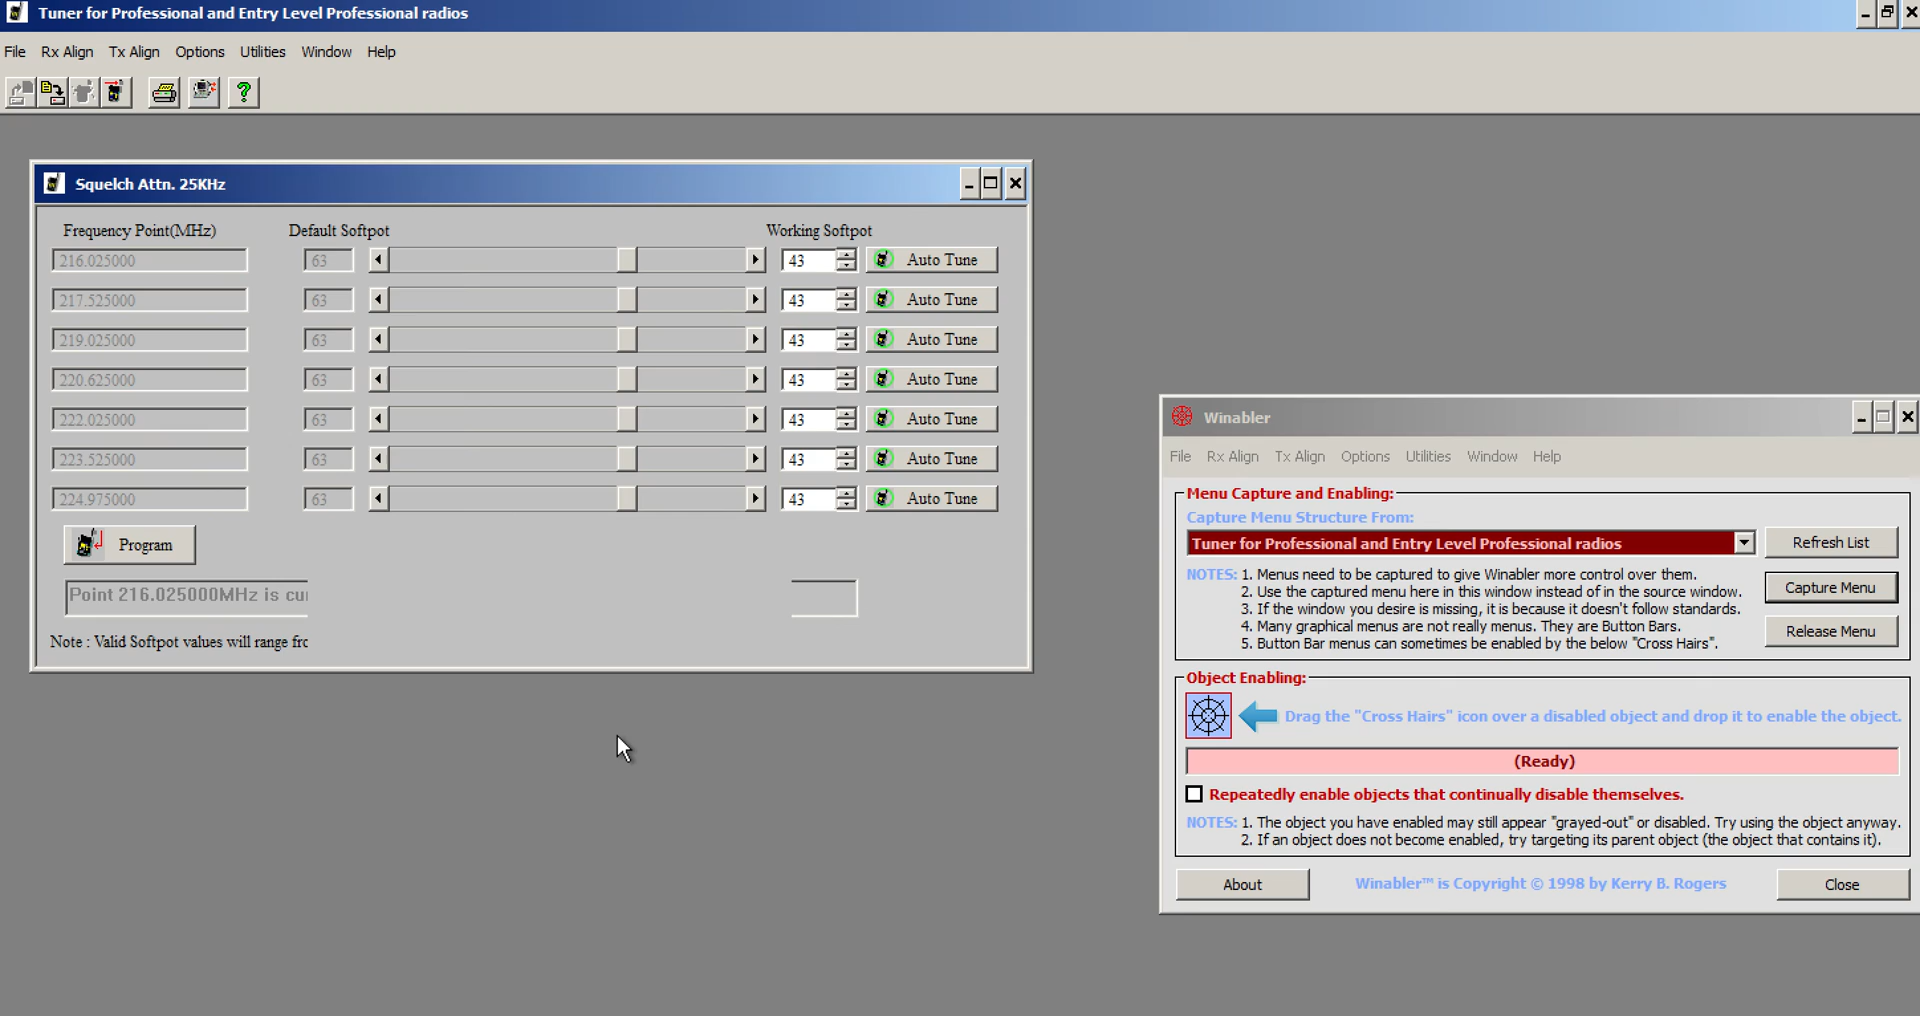 Tuner for Professional and Entry Level Professional radios
File Rx Align Tx Align Options Utilities Window Help
Squelch Attn. 25KHz
Frequency Point(MHz) Default Softpot Working Softpot
216.025000 63 43 Auto Tune
217.525000 63 43 Auto Tune
219.025000 63 43 Auto Tune
220.625000 63 43 Auto Tune
222.025000 63 43 Auto Tune
223.525000 63 43 Auto Tune
224.975000 63 43 Auto Tune
Program
Point 216.025000MHz is
Note : Valid Softpot values will range
Winabler
File Rx Align Tx Align Options Utilities Window Help
Menu Capture and Enabling:
Capture Menu Structure From:
Tuner for Professional and Entry Level Professional radios Refresh List
NOTES: 1. Menus need to be captured to give Winabler more control over them.
2. Use the captured menu here in this window instead of in the source window.
3. If the window you desire is missing, it is because it doesn't follow standards.
4. Many graphical menus are not really menus. They are Button Bars.
5. Button Bar menus can sometimes be enabled by the below "Cross Hairs".
Capture Menu
Release Menu
Object Enabling:
Drag the "Cross Hairs" icon over a disabled object and drop it to enable the object.
(Ready)
Repeatedly enable objects that continually disable themselves.
NOTES: 1. The object you have enabled may still appear "grayed-out" or disabled. Try using the object anyway.
2. If an object does not become enabled, try targeting its parent object (the object that contains it).
About Winabler™ is Copyright © 1998 by Kerry B. Rogers Close